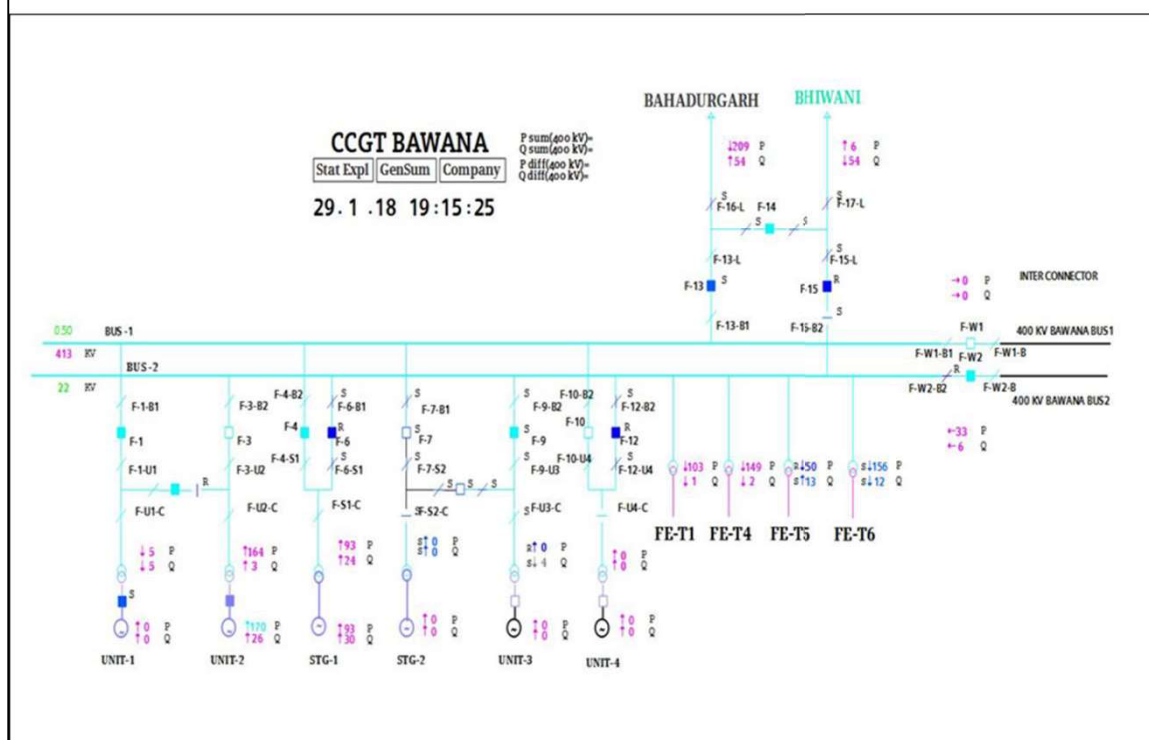 BAHADURGARH BHIWANI
CCGT BAWANA
P sum(400 kV)=
Q sum(400 kV)=
P diff(400 kV)=
Q diff(400 kV)=
Stat Expl GenSum Company
29. 1 .18 19:15:25
↓209 P
↑54 Q
↑6 P
↓54 Q
S F-16-L F-14 S F-17-L
S S
F-13-L S F-15-L
F-13 S F-15 R
F-13-B1 S F-16-B2
→0 P
→0 Q
INTER CONNECTOR
0.50 BUS-1
F-W1 400 KV BAWANA BUS1
413 KV
F-W1-B1 F-W2 F-W1-B
BUS-2
22 KV
R F-W2-B2 F-W2-B
400 KV BAWANA BUS2
←33 P
←6 Q
F-1-B1 F-3-B2 F-4-B2 S F-6-B1 S F-7-B1 S F-9-B2 F-10-B2 S F-12-B2
F-1 F-3 F-4 R F-6 S F-7 S F-9 F-10 R F-12
F-1-U1 F-3-U2 F-4-S1 S F-6-S1 S F-7-S2 S F-9-U3 F-10-U4 S F-12-U4
R S S S
F-U1-C F-U2-C F-S1-C SF-S2-C S F-U3-C F-U4-C
↓103 P
↓1 Q
↓149 P
↓2 Q
R↓50 P
S↑13 Q
S↓156 P
S↓12 Q
FE-T1 FE-T4 FE-T5 FE-T6
↓5 P
↓5 Q
↑164 P
↑3 Q
↑93 P
↑24 Q
S↑0 P
S↑0 Q
R↑0 P
S↓4 Q
↑0 P
↑0 Q
S
↑0 P
↑0 Q
↑170 P
↑26 Q
↑93 P
↑30 Q
↑0 P
↑0 Q
↑0 P
↑0 Q
↑0 P
↑0 Q
UNIT-1 UNIT-2 STG-1 STG-2 UNIT-3 UNIT-4